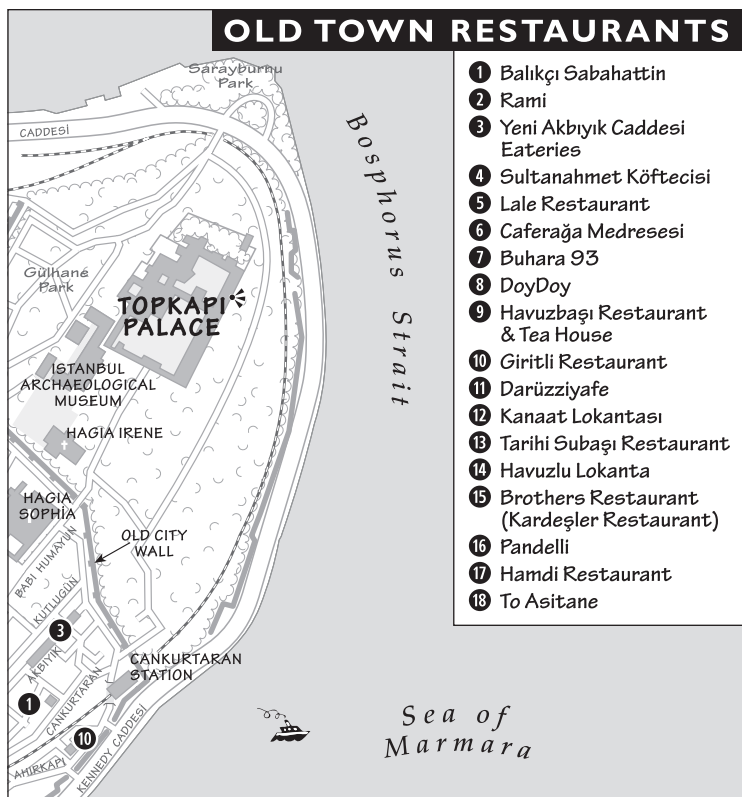 OLD TOWN RESTAURANTS
1 Balıkçı Sabahattin
2 Rami
3 Yeni Akbıyık Caddesi
Eateries
4 Sultanahmet Köftecisi
5 Lale Restaurant
6 Caferağa Medresesi
7 Buhara 93
8 DoyDoy
9 Havuzbaşı Restaurant
& Tea House
10 Giritli Restaurant
11 Darüzziyafe
12 Kanaat Lokantası
13 Tarihi Subaşı Restaurant
14 Havuzlu Lokanta
15 Brothers Restaurant
(Kardeşler Restaurant)
16 Pandelli
17 Hamdi Restaurant
18 To Asitane
Sarayburnu
Park
CADDESİ
Bosphorus Strait
Gülhane
Park
TOPKAPI
PALACE
ISTANBUL
ARCHAEOLOGICAL
MUSEUM
HAGIA IRENE
HAGIA
SOPHIA
OLD CITY
WALL
BABI HUMAYUN
KUTLUGÜN
3
AKBIYIK
CANKURTARAN
STATION
1
CANKURTARAN
10
AHIRKAPI
KENNEDY CADDESİ
Sea of
Marmara